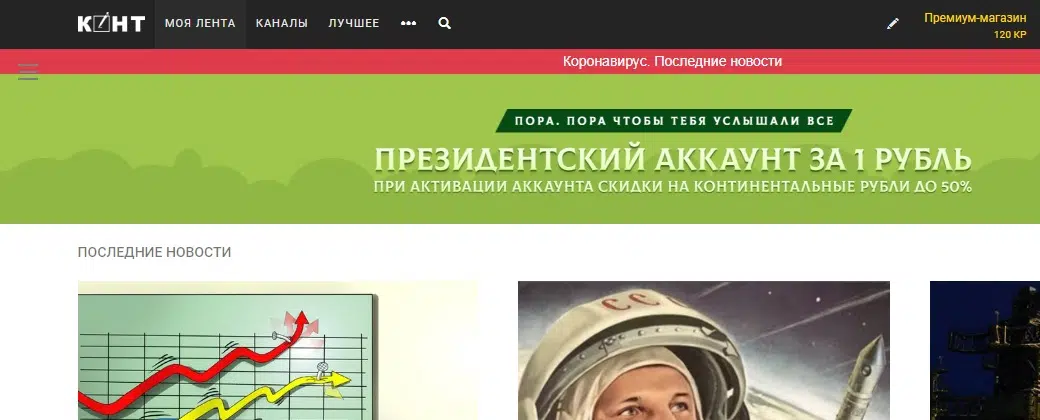 КОНТ
МОЯ ЛЕНТА
КАНАЛЫ
ЛУЧШЕЕ
•••
Премиум-магазин
120 КР
Коронавирус. Последние новости
ПОРА. ПОРА ЧТОБЫ ТЕБЯ УСЛЫШАЛИ ВСЕ
ПРЕЗИДЕНТСКИЙ АККАУНТ ЗА 1 РУБЛЬ
ПРИ АКТИВАЦИИ АККАУНТА СКИДКИ НА КОНТИНЕНТАЛЬНЫЕ РУБЛИ ДО 50%
ПОСЛЕДНИЕ НОВОСТИ
СССР